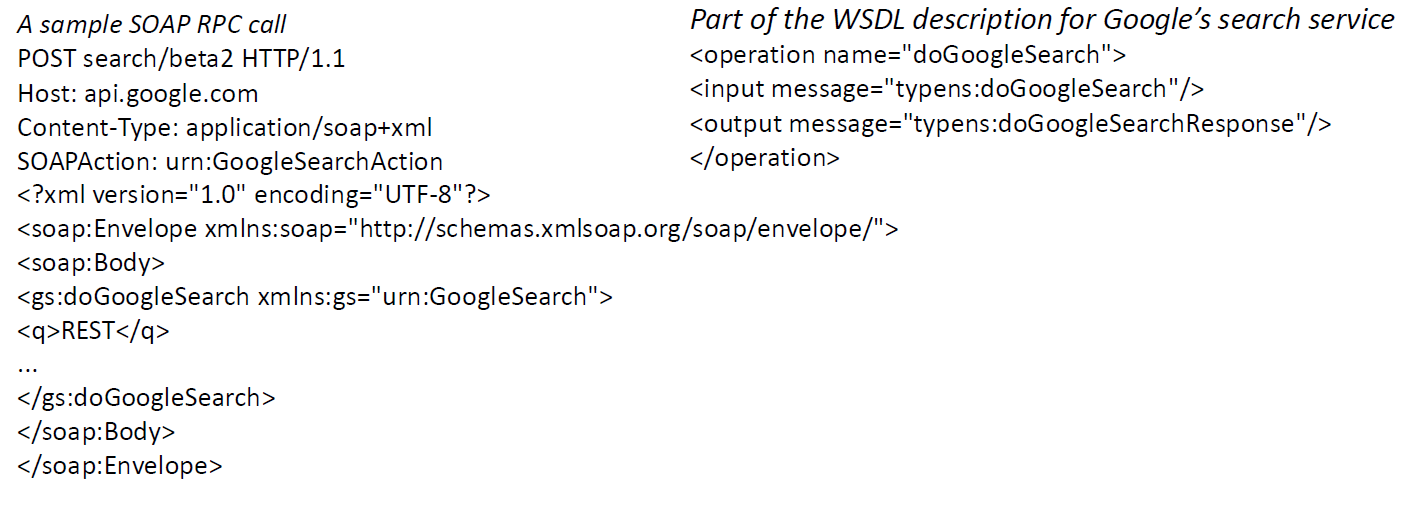 A sample SOAP RPC call
POST search/beta2 HTTP/1.1
Host: api.google.com
Content-Type: application/soap+xml
SOAPAction: urn:GoogleSearchAction
<?xml version="1.0" encoding="UTF-8"?>
<soap:Envelope xmlns:soap="http://schemas.xmlsoap.org/soap/envelope/">
<soap:Body>
<gs:doGoogleSearch xmlns:gs="urn:GoogleSearch">
<q>REST</q>
...
</gs:doGoogleSearch>
</soap:Body>
</soap:Envelope>
Part of the WSDL description for Google’s search service
<operation name="doGoogleSearch">
<input message="typens:doGoogleSearch"/>
<output message="typens:doGoogleSearchResponse"/>
</operation>